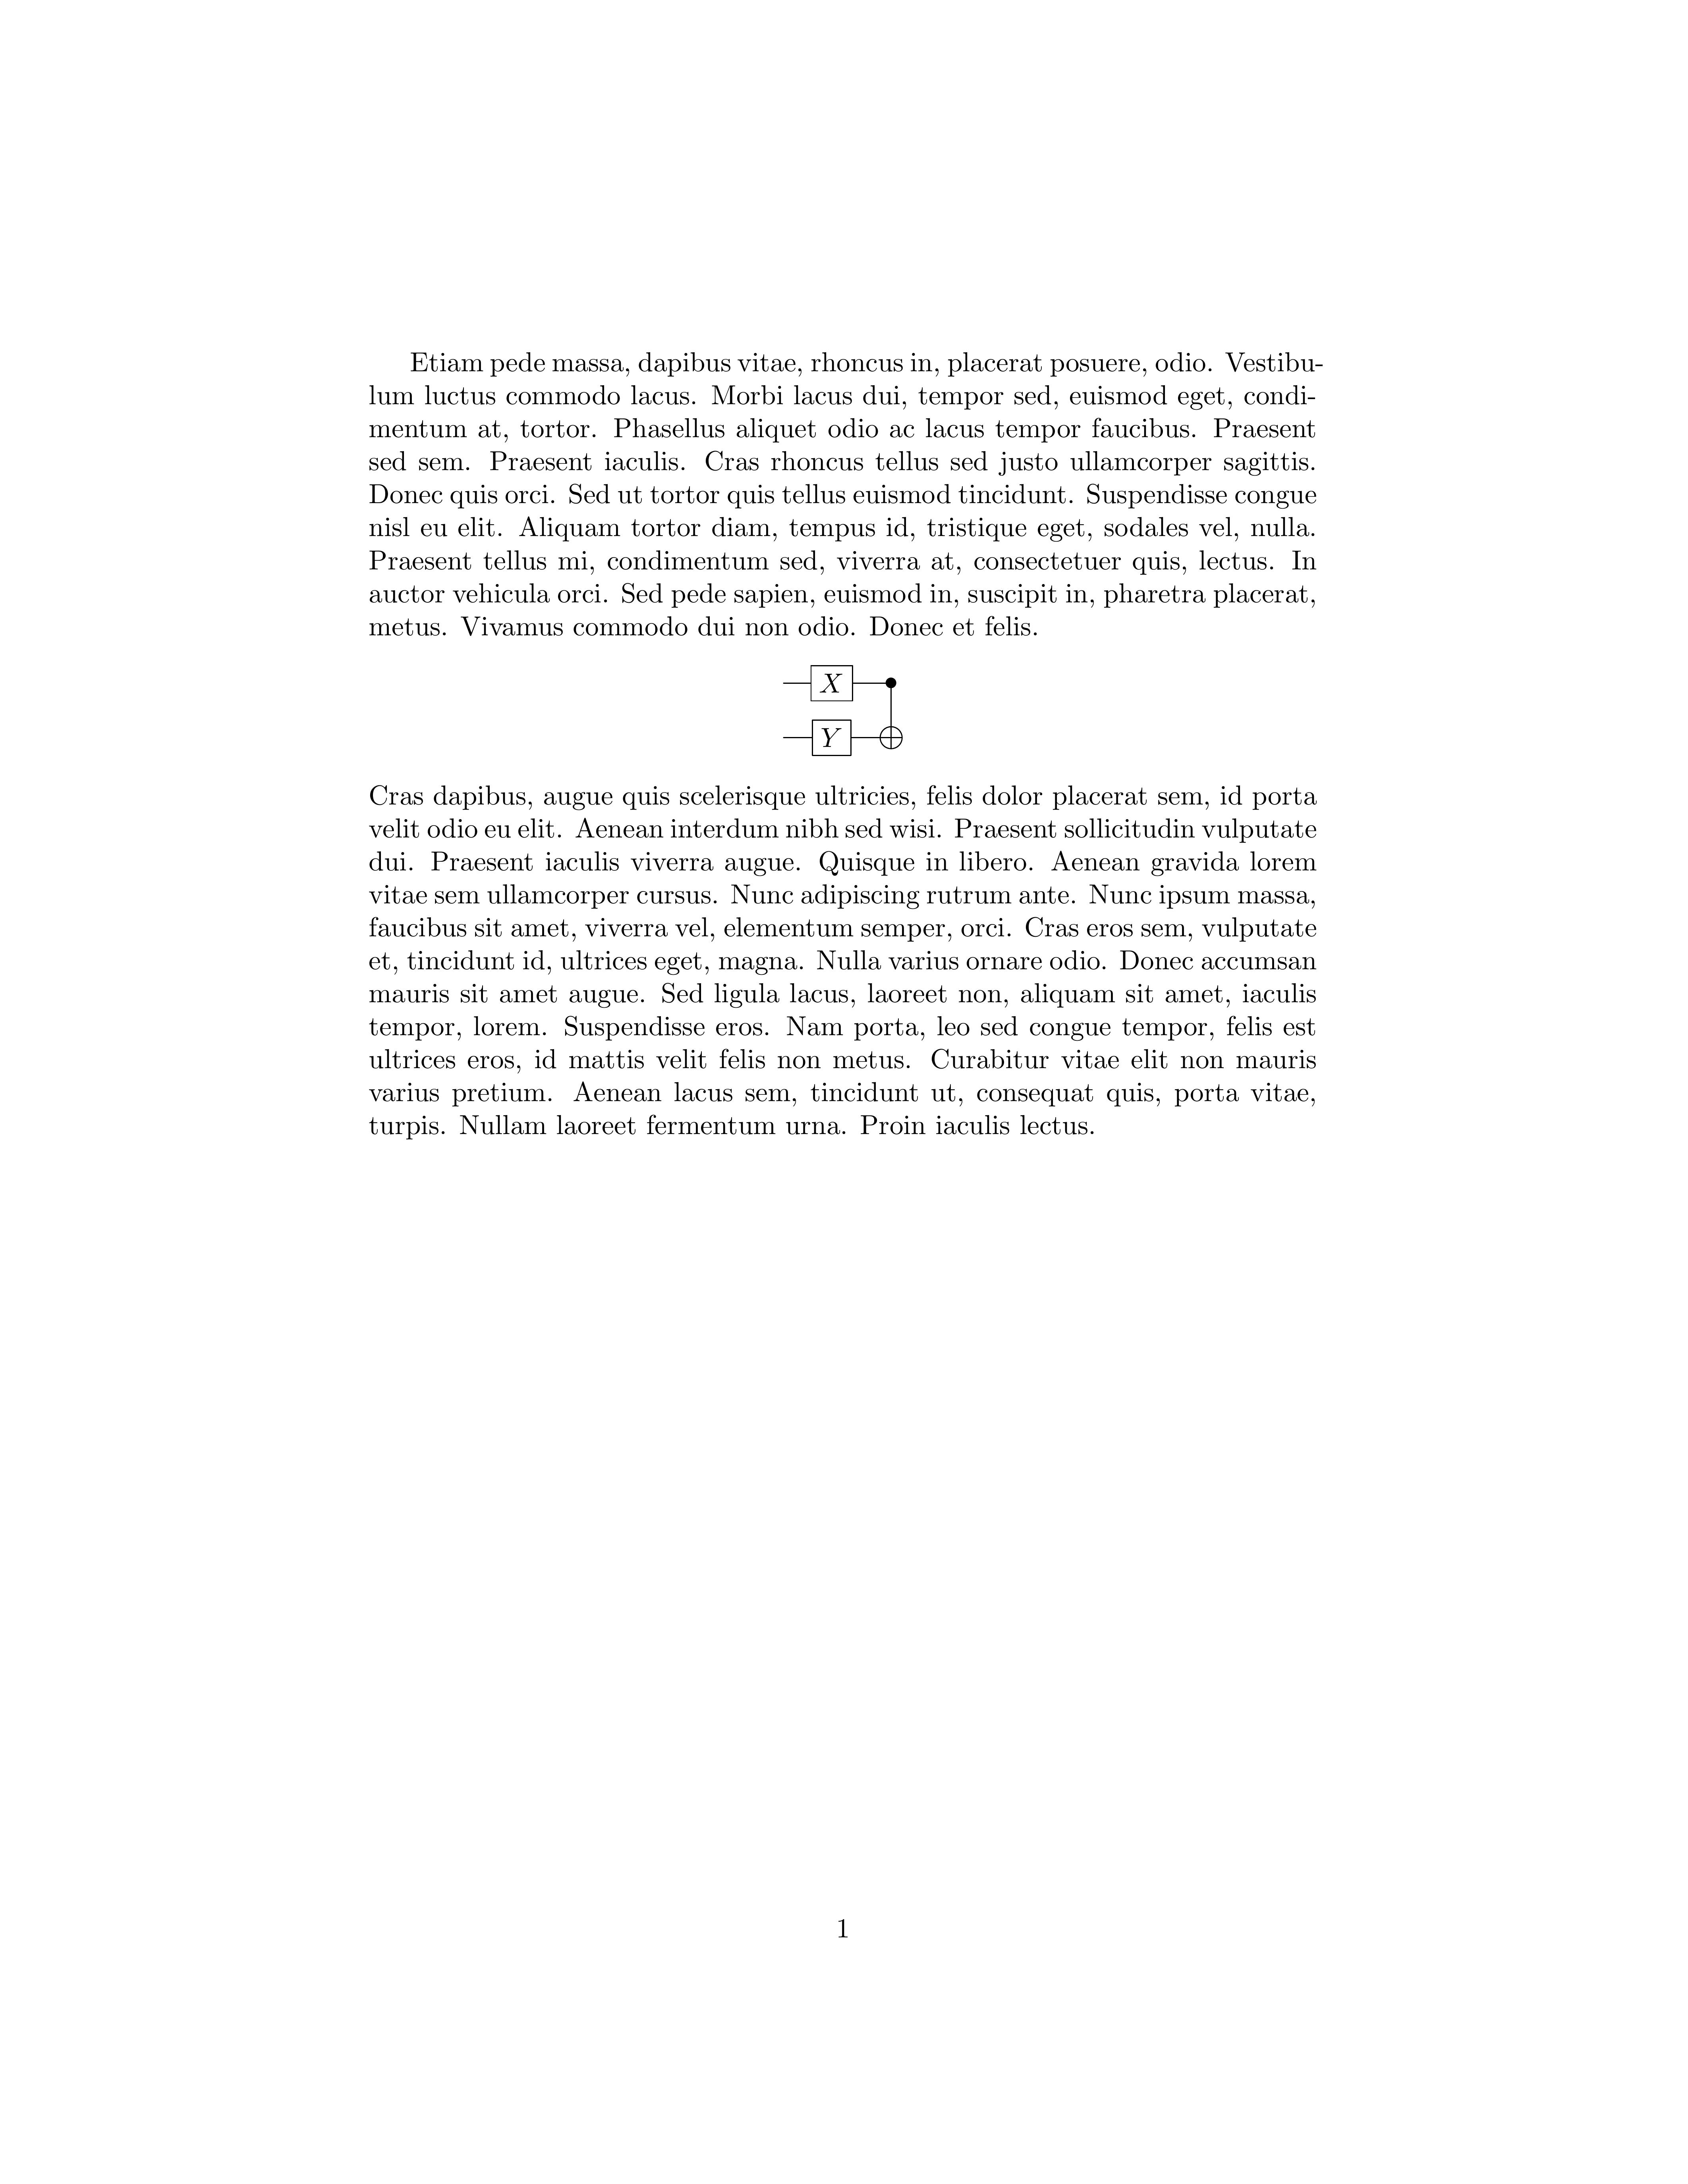 Etiam pede massa, dapibus vitae, rhoncus in, placerat posuere, odio. Vestibu-
lum luctus commodo lacus. Morbi lacus dui, tempor sed, euismod eget, condi-
mentum at, tortor. Phasellus aliquet odio ac lacus tempor faucibus. Praesent
sed sem. Praesent iaculis. Cras rhoncus tellus sed justo ullamcorper sagittis.
Donec quis orci. Sed ut tortor quis tellus euismod tincidunt. Suspendisse congue
nisl eu elit. Aliquam tortor diam, tempus id, tristique eget, sodales vel, nulla.
Praesent tellus mi, condimentum sed, viverra at, consectetuer quis, lectus. In
auctor vehicula orci. Sed pede sapien, euismod in, suscipit in, pharetra placerat,
metus. Vivamus commodo dui non odio. Donec et felis.
X
Y
Cras dapibus, augue quis scelerisque ultricies, felis dolor placerat sem, id porta
velit odio eu elit. Aenean interdum nibh sed wisi. Praesent sollicitudin vulputate
dui. Praesent iaculis viverra augue. Quisque in libero. Aenean gravida lorem
vitae sem ullamcorper cursus. Nunc adipiscing rutrum ante. Nunc ipsum massa,
faucibus sit amet, viverra vel, elementum semper, orci. Cras eros sem, vulputate
et, tincidunt id, ultrices eget, magna. Nulla varius ornare odio. Donec accumsan
mauris sit amet augue. Sed ligula lacus, laoreet non, aliquam sit amet, iaculis
tempor, lorem. Suspendisse eros. Nam porta, leo sed congue tempor, felis est
ultrices eros, id mattis velit felis non metus. Curabitur vitae elit non mauris
varius pretium. Aenean lacus sem, tincidunt ut, consequat quis, porta vitae,
turpis. Nullam laoreet fermentum urna. Proin iaculis lectus.
1